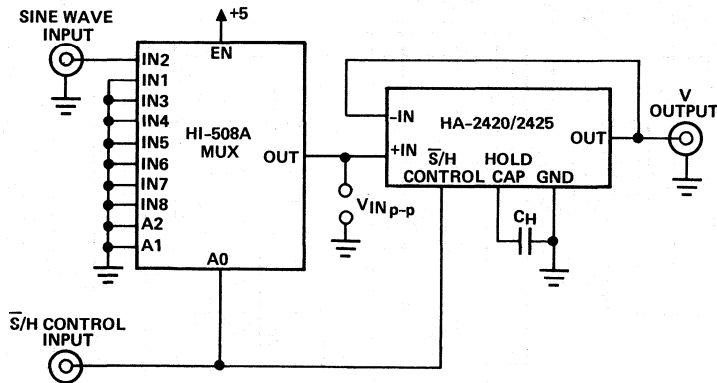 SINE WAVE
INPUT
+5
EN
IN2
IN1
IN3
IN4
IN5
IN6
IN7
IN8
A2
A1
HI-508A
MUX
OUT
A0
VINp-p
-IN
+IN
HA-2420/2425
S̅/H
CONTROL
HOLD
CAP
GND
OUT
V
OUTPUT
CH
S̅/H CONTROL
INPUT